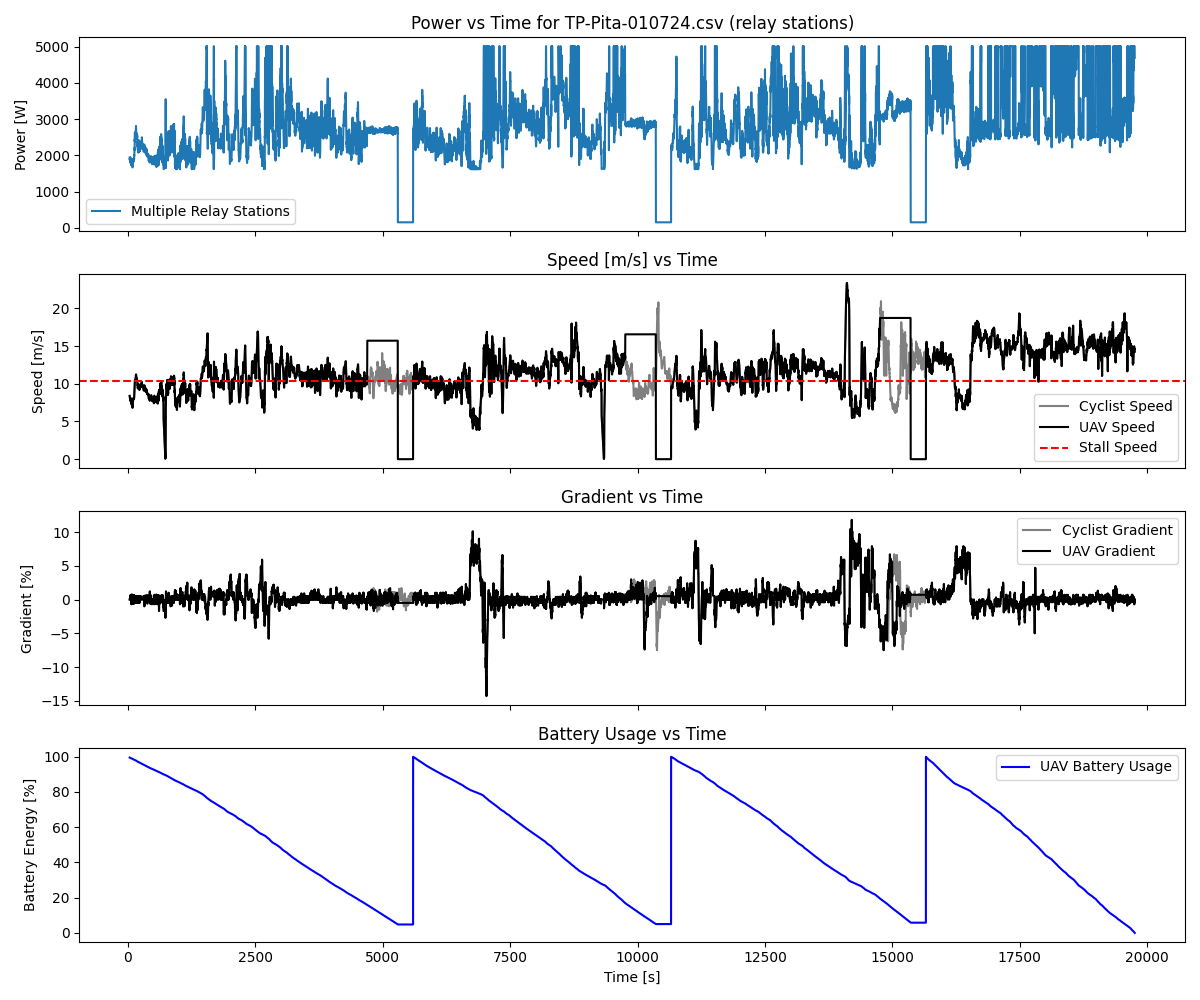 Power vs Time for TP-Pita-010724.csv (relay stations)
5000
4000
3000
2000
1000
0
Power [W]
Multiple Relay Stations
Speed [m/s] vs Time
20
15
10
5
0
Speed [m/s]
Cyclist Speed
UAV Speed
Stall Speed
Gradient vs Time
10
5
0
−5
−10
−15
Gradient [%]
Cyclist Gradient
UAV Gradient
Battery Usage vs Time
100
80
60
40
20
0
Battery Energy [%]
UAV Battery Usage
0 2500 5000 7500 10000 12500 15000 17500 20000
Time [s]